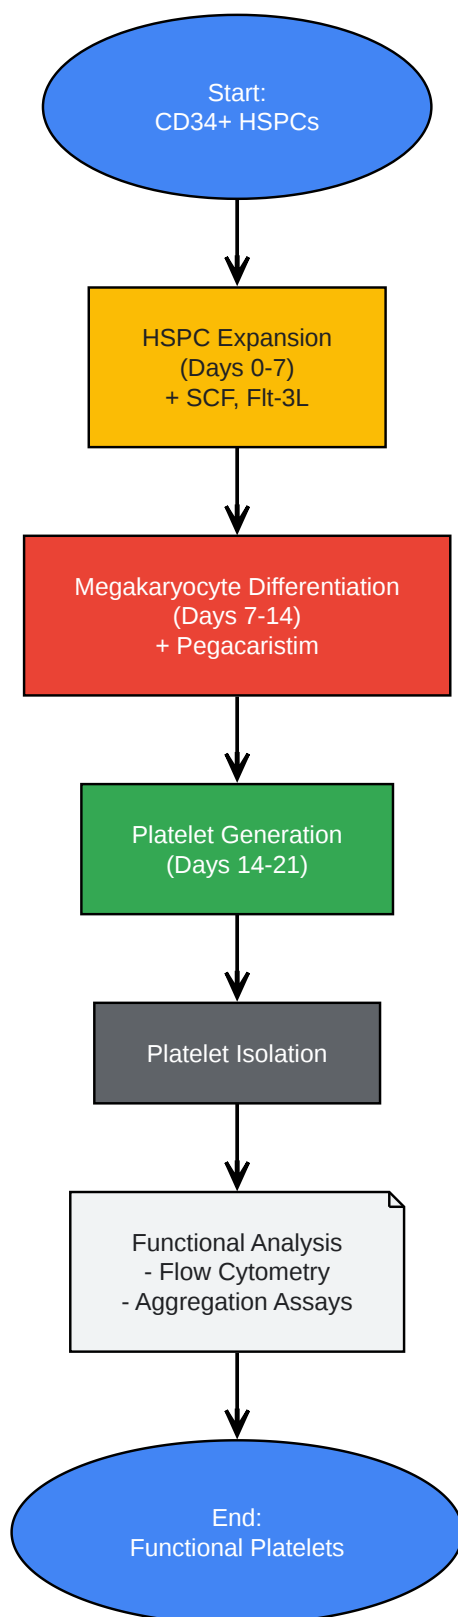 Start:
CD34+ HSPCs
HSPC Expansion
(Days 0-7)
+ SCF, Flt-3L
Megakaryocyte Differentiation
(Days 7-14)
+ Pegacaristim
Platelet Generation
(Days 14-21)
Platelet Isolation
Functional Analysis
- Flow Cytometry
- Aggregation Assays
End:
Functional Platelets